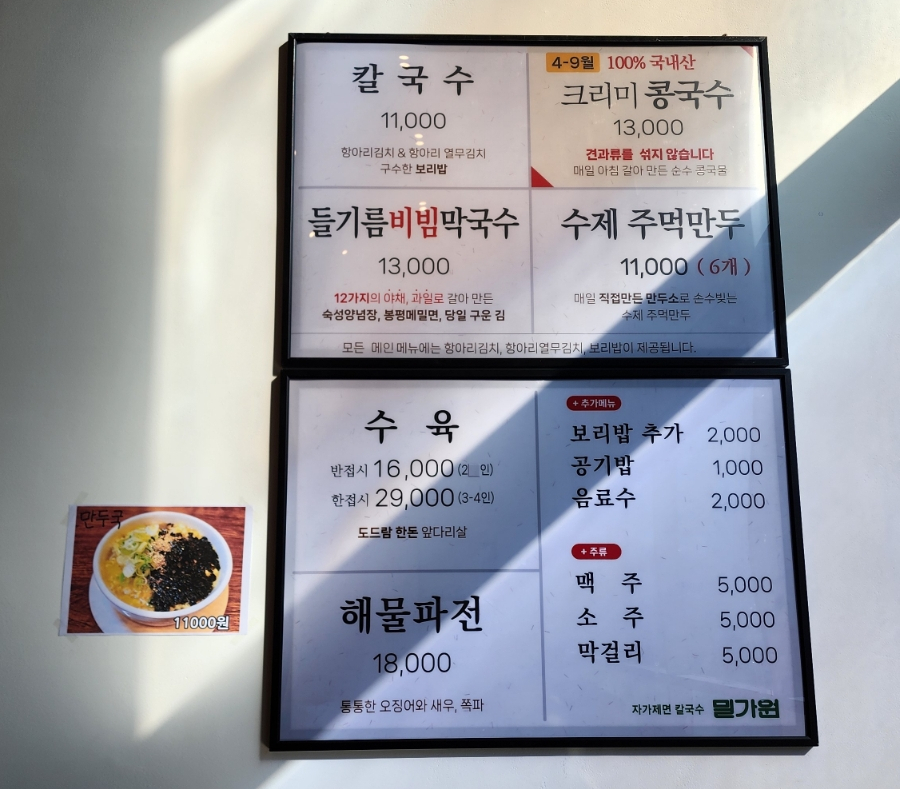 칼국수
11,000
항아리김치 & 항아리 열무김치
구수한 보리밥
4-9월 100% 국내산
크리미 콩국수
13,000
견과류를 섞지 않습니다
매일 아침 갈아 만든 순수 콩국물
들기름비빔막국수
13,000
12가지의 야채, 과일로 갈아 만든
숙성양념장, 봉평메밀면, 당일 구운 김
수제 주먹만두
11,000 (6개)
매일 직접만든 만두소로 손수빚는
수제 주먹만두
모든 메인메뉴에는 항아리김치, 항아리열무김치, 보리밥이 제공됩니다.
수육
반접시 16,000 (2인)
한접시 29,000 (3-4인)
도드람 한돈 앞다리살
해물파전
18,000
통통한 오징어와 새우, 쪽파
+ 추가메뉴
보리밥 추가 2,000
공기밥 1,000
음료수 2,000
+ 주류
맥주 5,000
소주 5,000
막걸리 5,000
자가제면 칼국수 밀가원
만두국
11000원